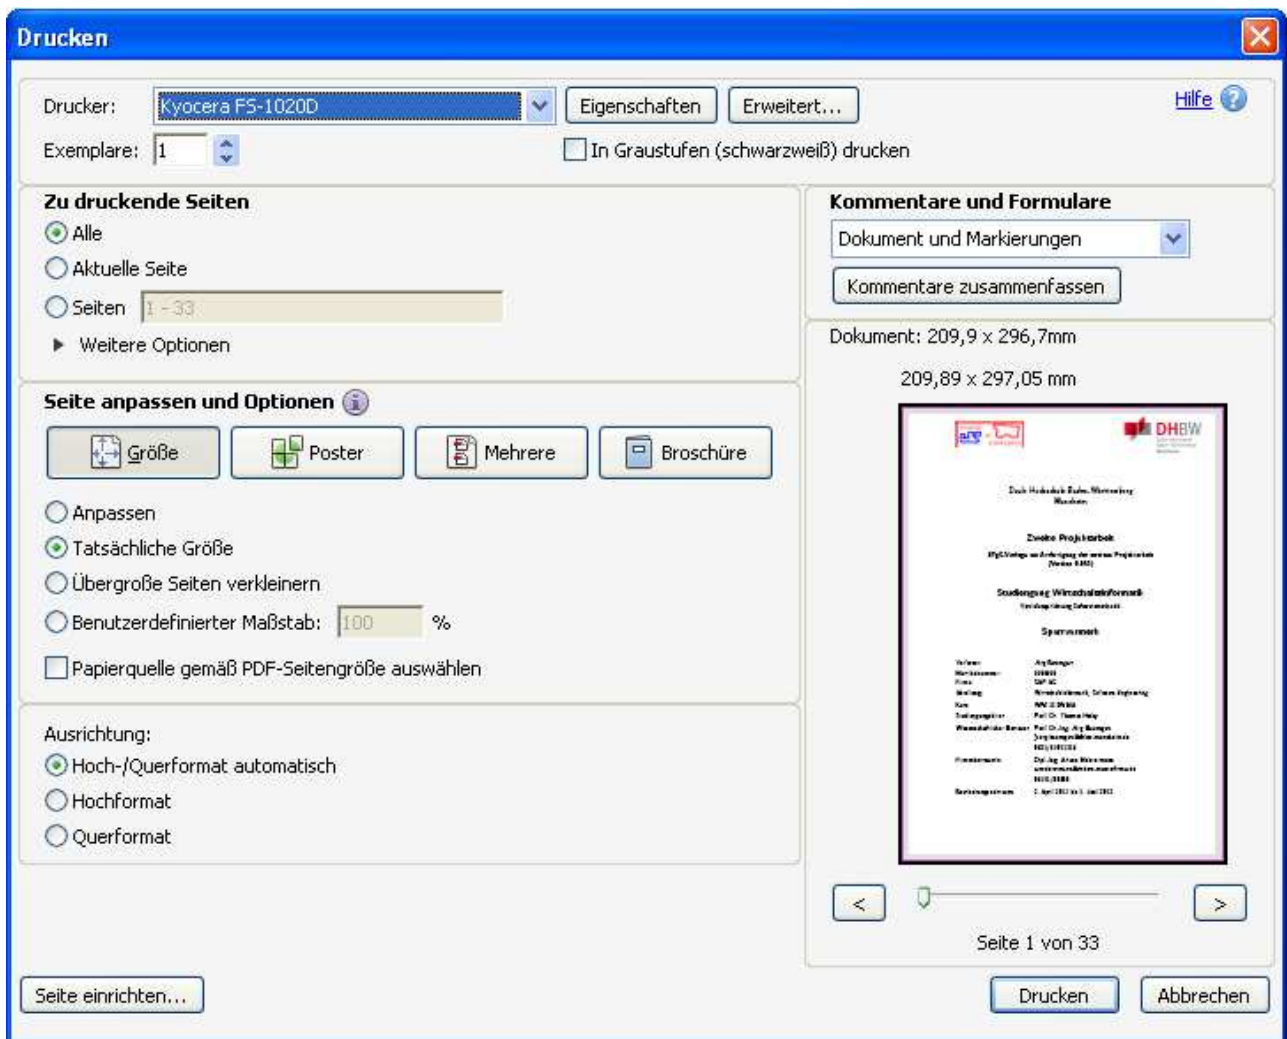 Drucken
Drucker: Kyocera FS-1020D Eigenschaften Erweitert... Hilfe
Exemplare: 1 In Graustufen (schwarzweiß) drucken
Zu druckende Seiten
Alle
Aktuelle Seite
Seiten 1 - 33
Weitere Optionen
Seite anpassen und Optionen
Größe Poster Mehrere Broschüre
Anpassen
Tatsächliche Größe
Übergroße Seiten verkleinern
Benutzerdefinierter Maßstab: 100 %
Papierquelle gemäß PDF-Seitengröße auswählen
Ausrichtung:
Hoch-/Querformat automatisch
Hochformat
Querformat
Kommentare und Formulare
Dokument und Markierungen
Kommentare zusammenfassen
Dokument: 209,9 x 296,7mm
209,89 x 297,05 mm
DHBW
Zweite Projektarbeit
Studiengang Wirtschaftsinformatik
Sperrvermerk
< >
Seite 1 von 33
Seite einrichten... Drucken Abbrechen